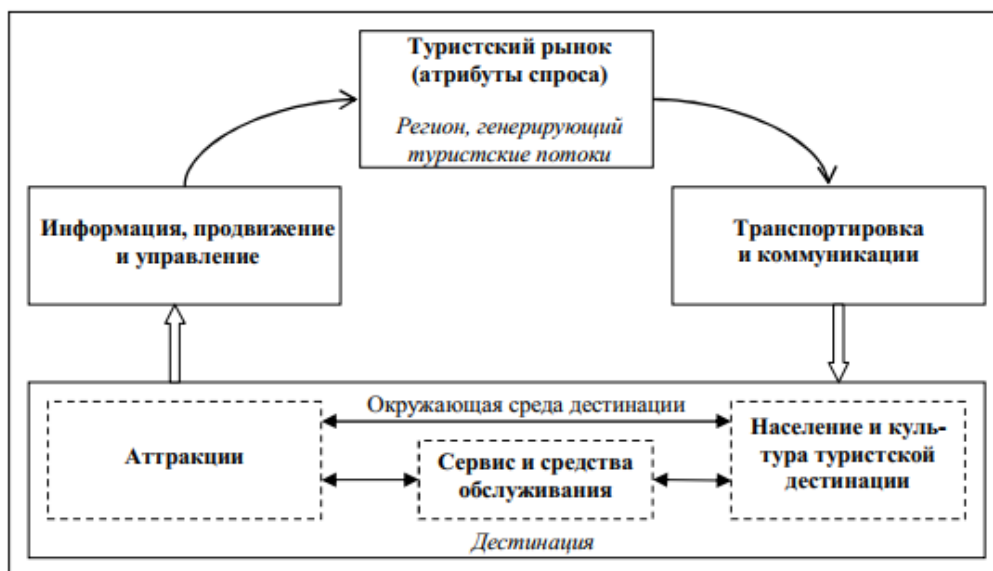 Туристский рынок
(атрибуты спроса)
Регион, генерирующий
туристские потоки
Информация, продвижение
и управление
Транспортировка
и коммуникации
Окружающая среда дестинации
Аттракции
Сервис и средства
обслуживания
Население и куль-
тура туристской
дестинации
Дестинация